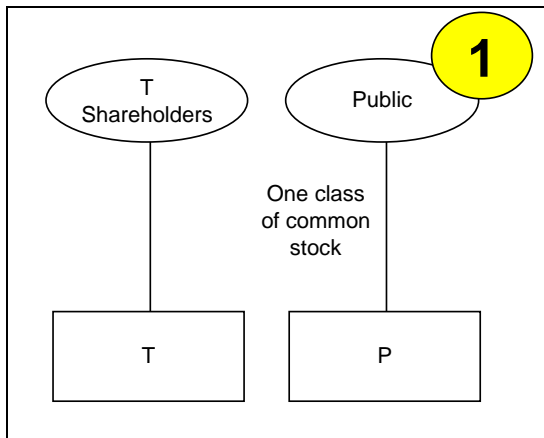 1
T
Shareholders
Public
One class
of common
stock
T
P